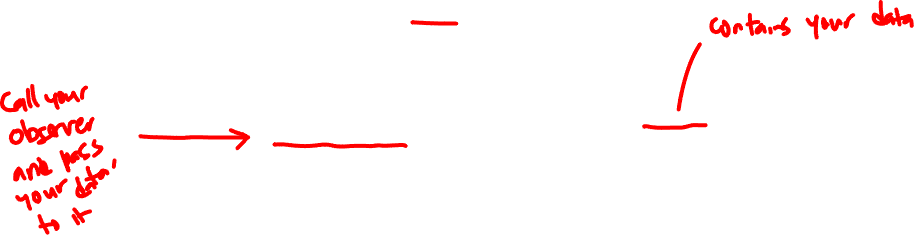 contains your data
Call your
observer
and pass
your data
to it